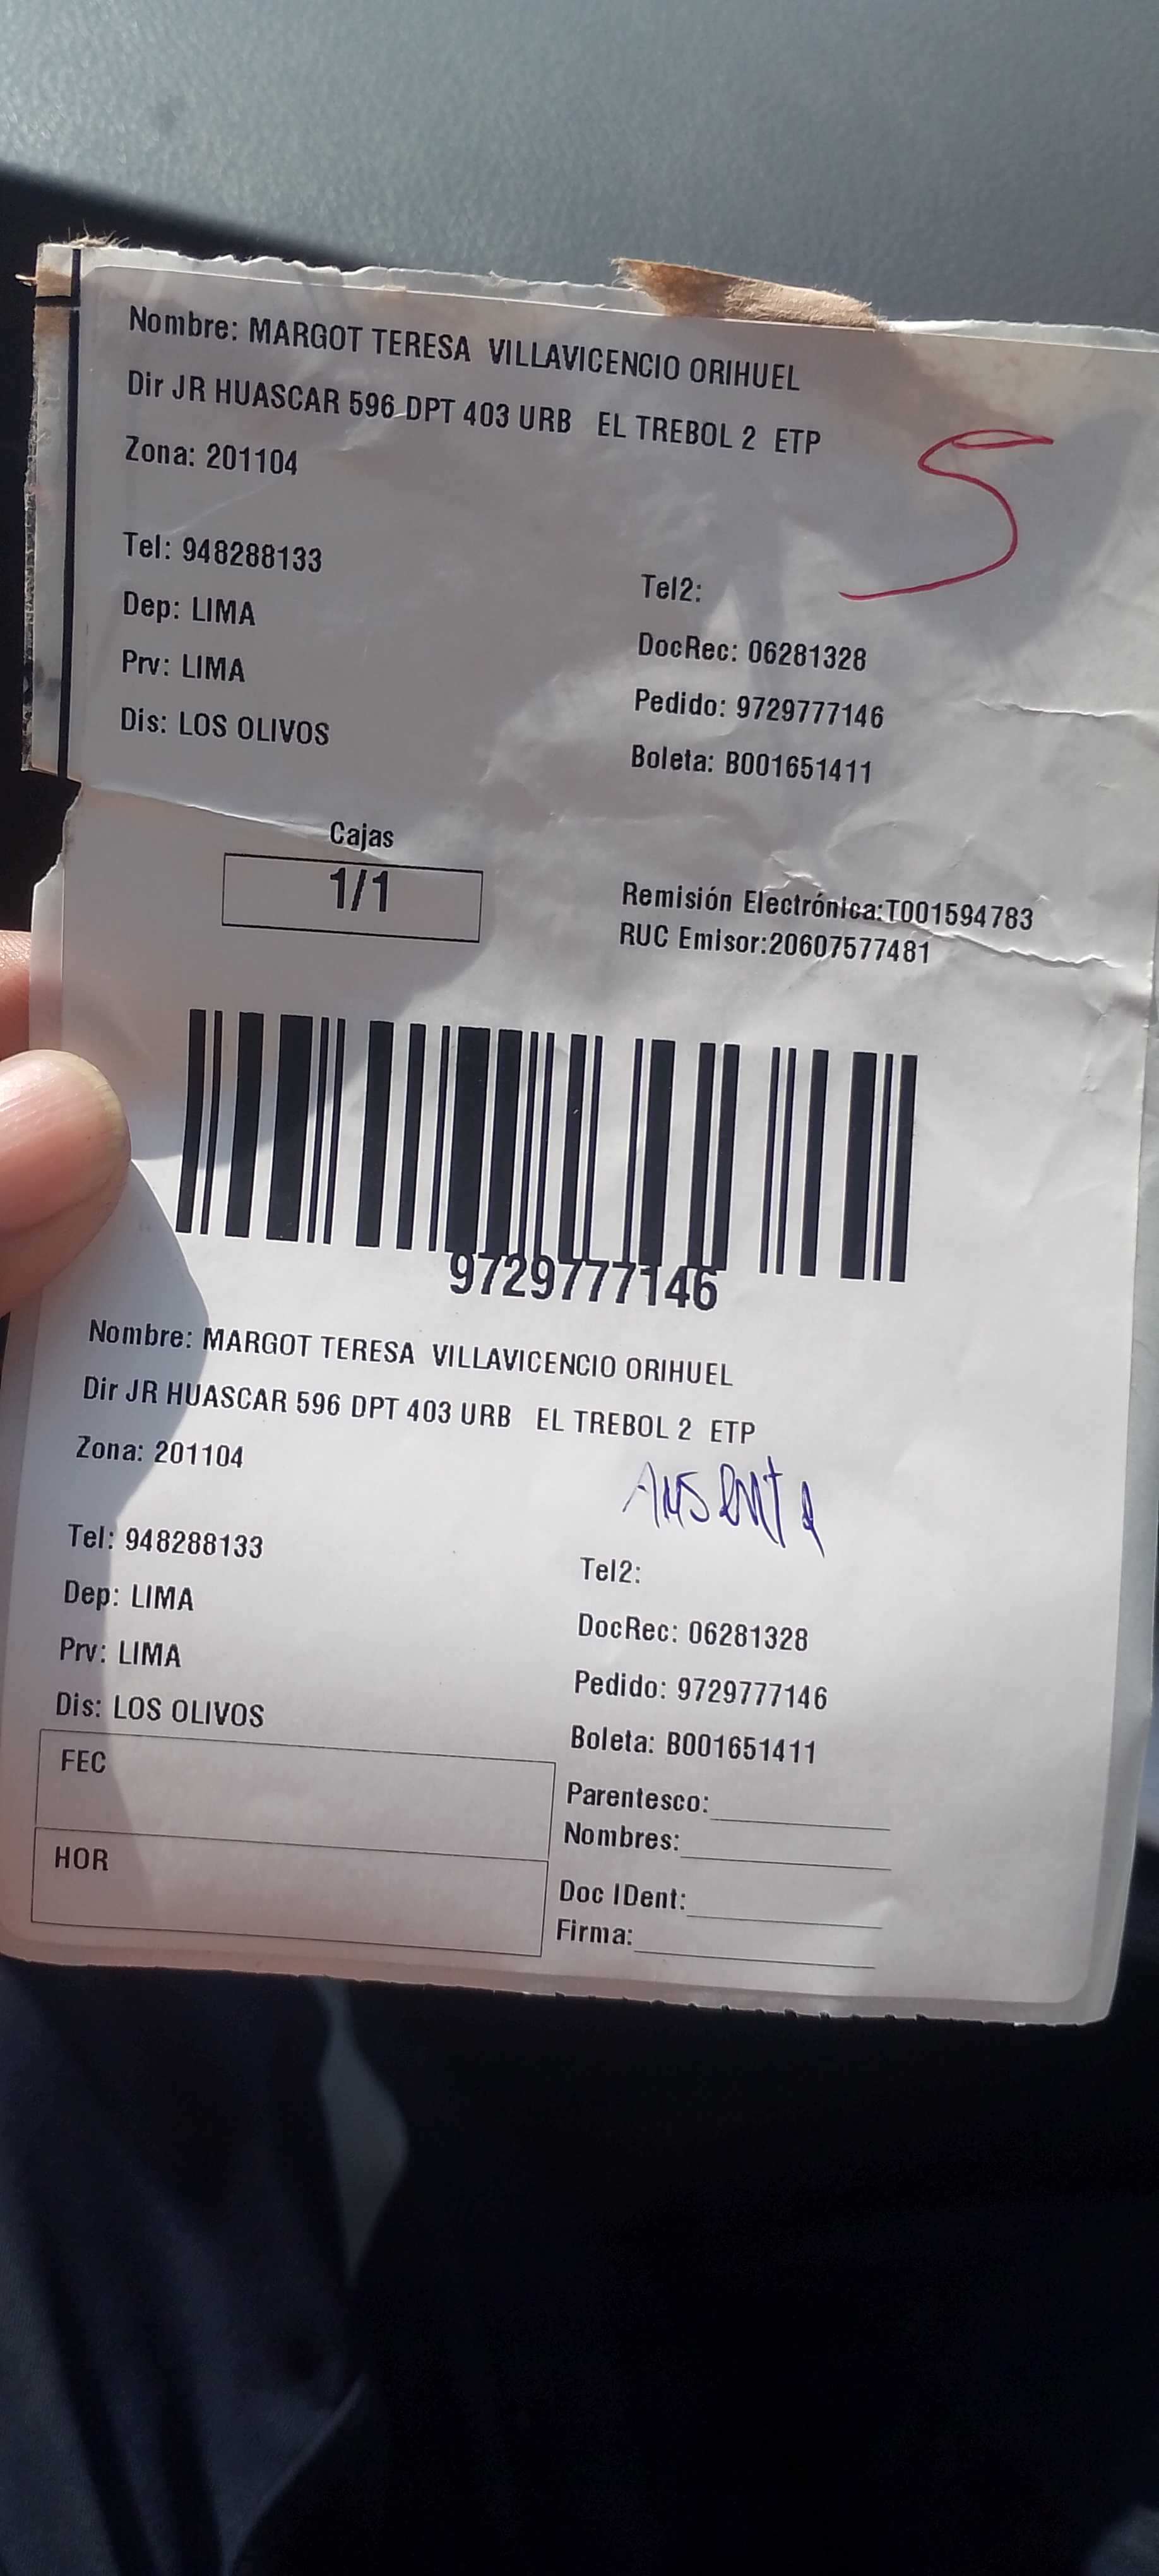 Nombre: MARGOT TERESA VILLAVICENCIO ORIHUEL
Dir JR HUASCAR 596 DPT 403 URB EL TREBOL 2 ETP
Zona: 201104
5
Tel: 948288133
Tel2:
Dep: LIMA
DocRec: 06281328
Prv: LIMA
Pedido: 9729777146
Dis: LOS OLIVOS
Boleta: B001651411
Cajas
1/1
Remisión Electrónica:T001594783
RUC Emisor:20607577481
9729777146
Nombre: MARGOT TERESA VILLAVICENCIO ORIHUEL
Dir JR HUASCAR 596 DPT 403 URB EL TREBOL 2 ETP
Zona: 201104
Ausente
Tel: 948288133
Tel2:
Dep: LIMA
DocRec: 06281328
Prv: LIMA
Pedido: 9729777146
Dis: LOS OLIVOS
Boleta: B001651411
FEC
Parentesco:
Nombres:
HOR
Doc IDent:
Firma: